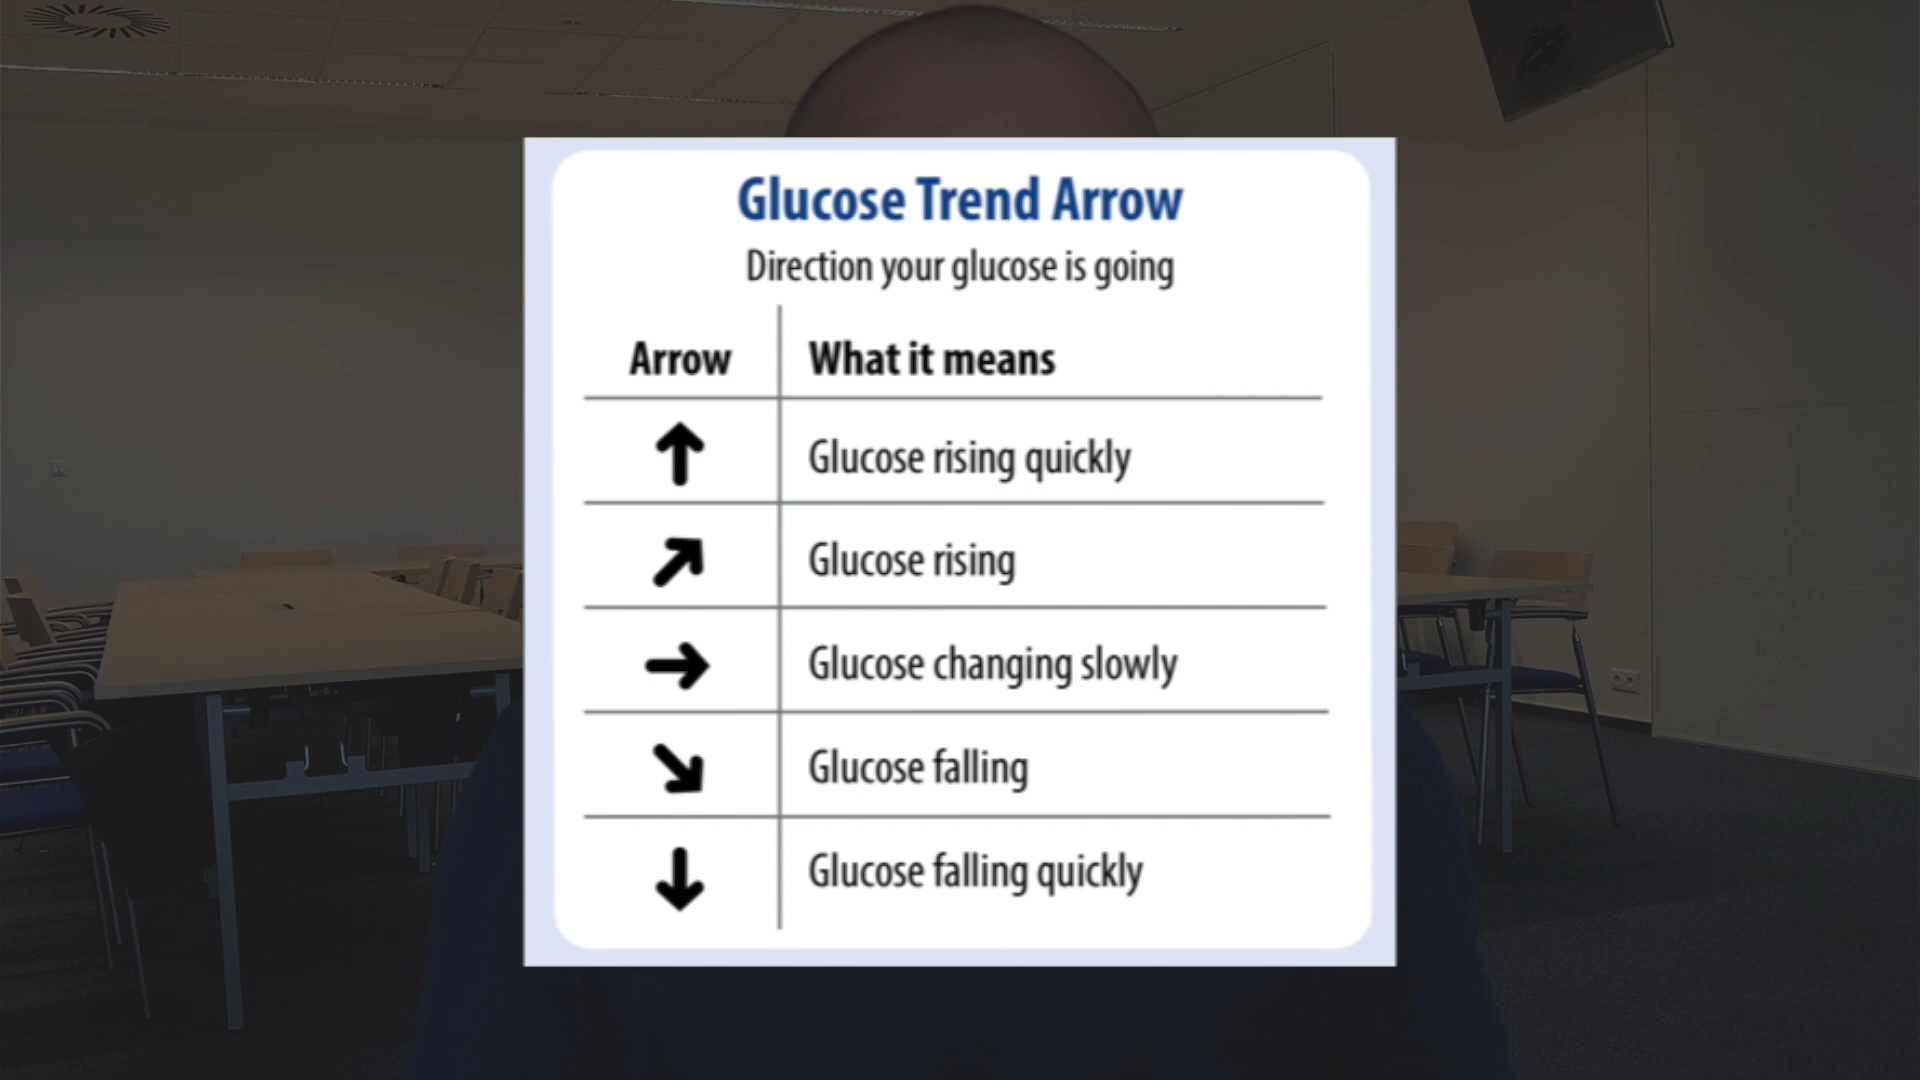 Glucose Trend Arrow
Direction your glucose is going
Arrow What it means
↑ Glucose rising quickly
↗ Glucose rising
→ Glucose changing slowly
↘ Glucose falling
↓ Glucose falling quickly